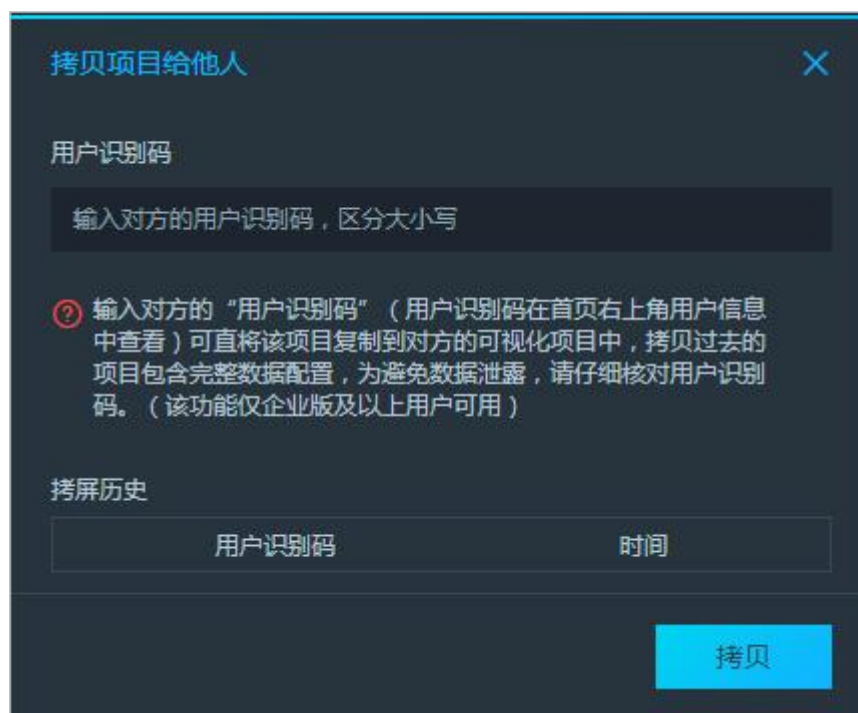 拷贝项目给他人
用户识别码
输入对方的用户识别码，区分大小写
输入对方的“用户识别码”（用户识别码在首页右上角用户信息
中查看）可直将该项目复制到对方的可视化项目中，拷贝过去的
项目包含完整数据配置，为避免数据泄露，请仔细核对用户识别
码。（该功能仅企业版及以上用户可用）
拷屏历史
用户识别码 时间
拷贝